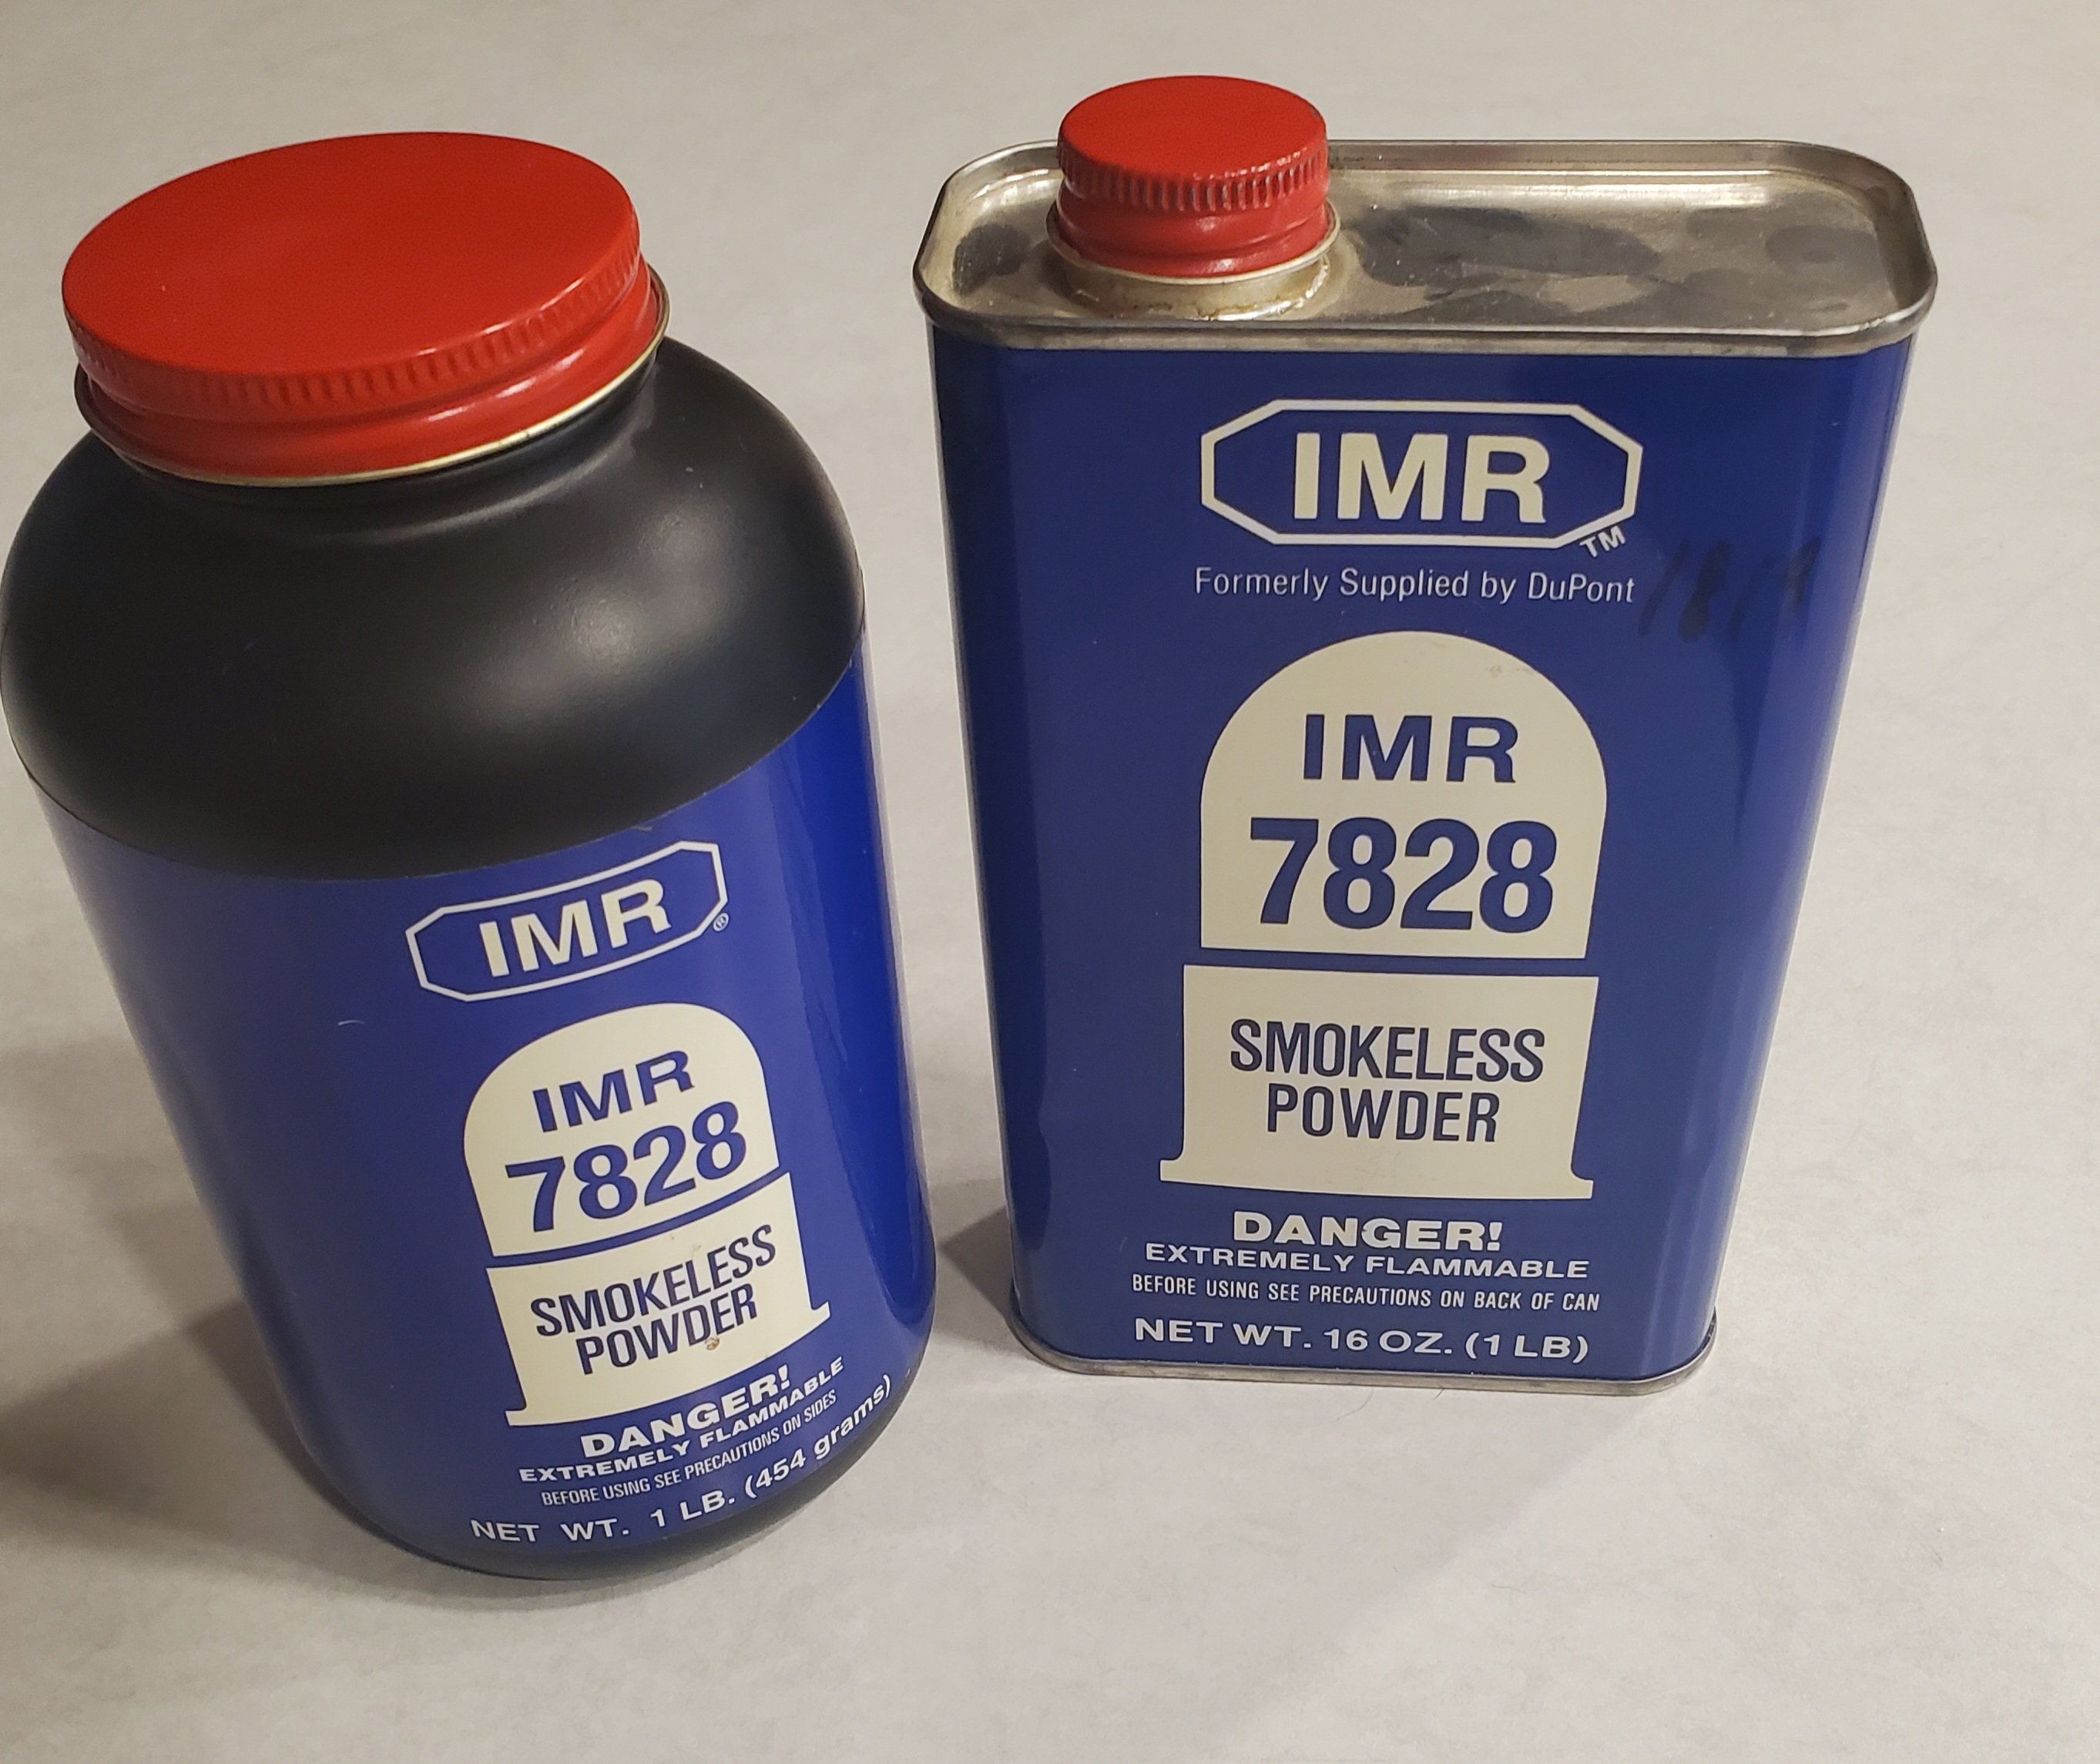 IMR®
IMR
7828
SMOKELESS
POWDER
DANGER!
EXTREMELY FLAMMABLE
BEFORE USING SEE PRECAUTIONS ON SIDES
NET WT. 1 LB. (454 grams)
IMR
TM
Formerly Supplied by DuPont
IMR
7828
SMOKELESS
POWDER
DANGER!
EXTREMELY FLAMMABLE
BEFORE USING SEE PRECAUTIONS ON BACK OF CAN
NET WT. 16 OZ. (1 LB)